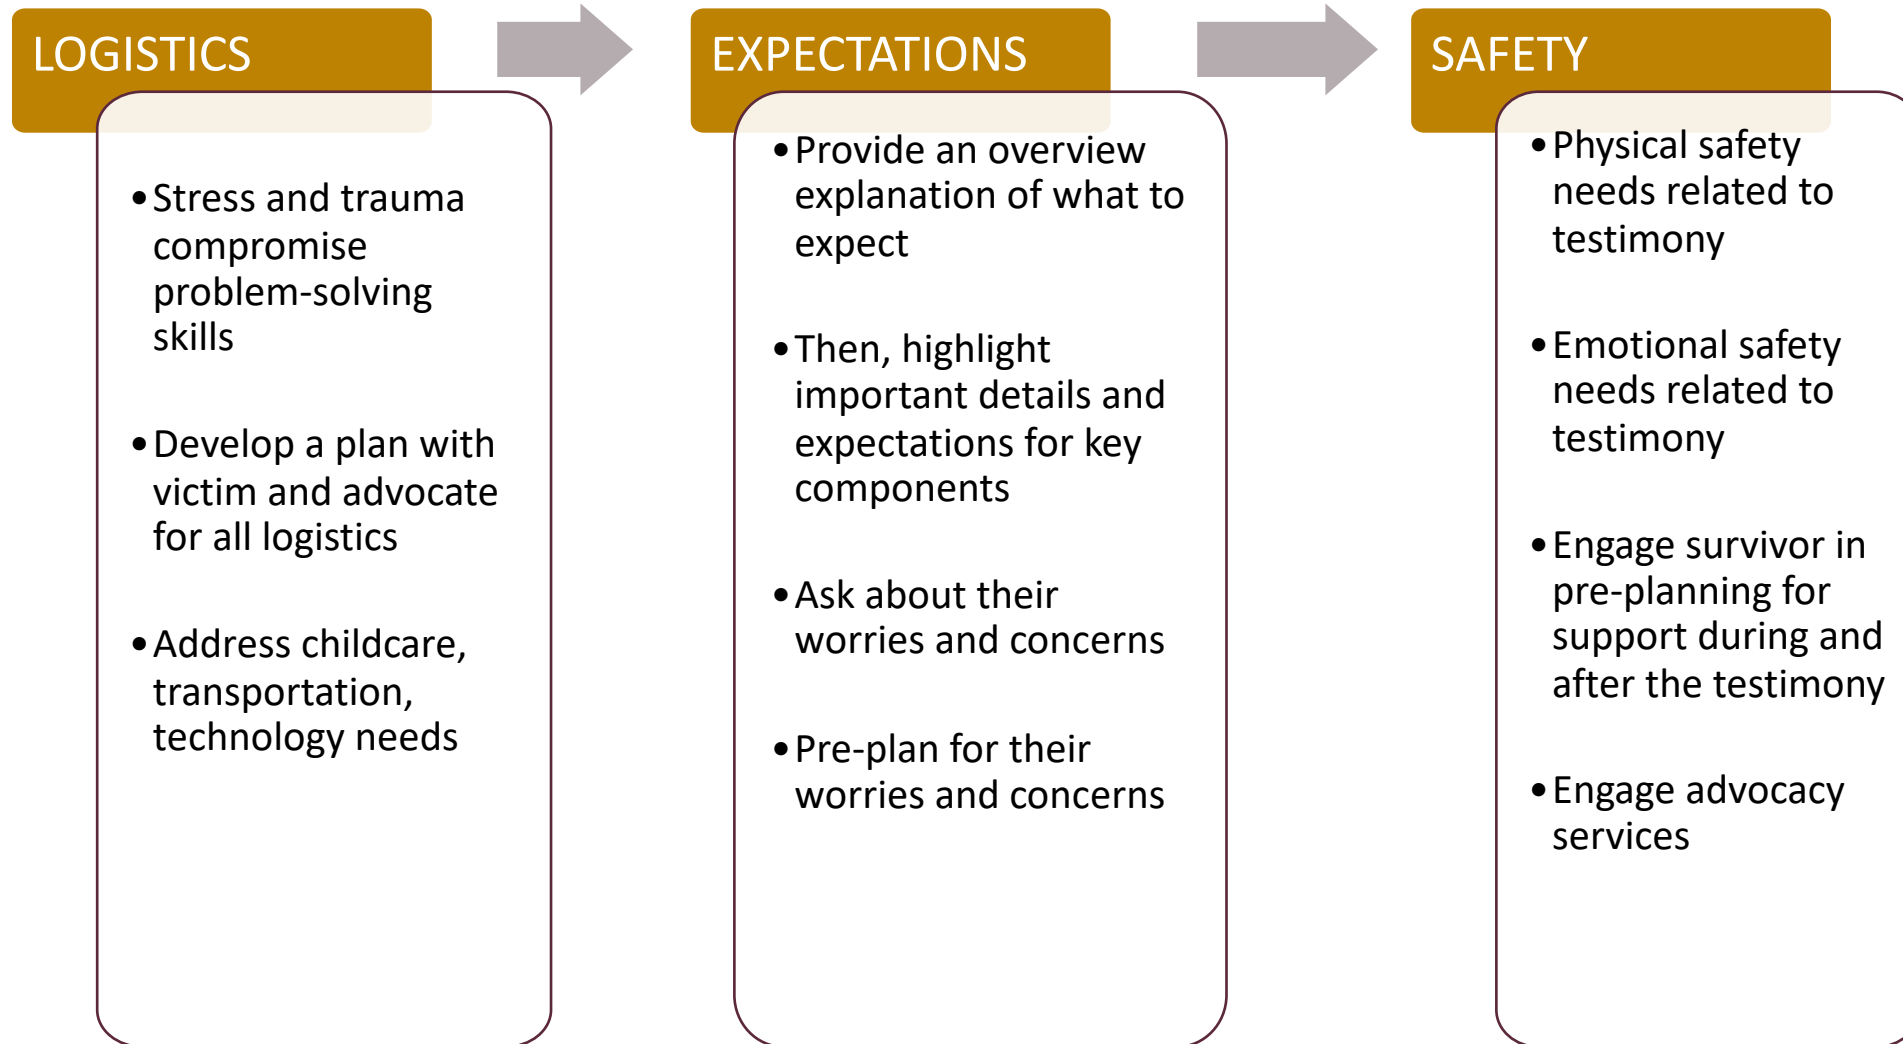 LOGISTICS
•Stress and trauma
compromise
problem-solving
skills
•Develop a plan with
victim and advocate
for all logistics
•Address childcare,
transportation,
technology needs
EXPECTATIONS
•Provide an overview
explanation of what to
expect
•Then, highlight
important details and
expectations for key
components
•Ask about their
worries and concerns
•Pre-plan for their
worries and concerns
SAFETY
•Physical safety
needs related to
testimony
•Emotional safety
needs related to
testimony
•Engage survivor in
pre-planning for
support during and
after the testimony
•Engage advocacy
services